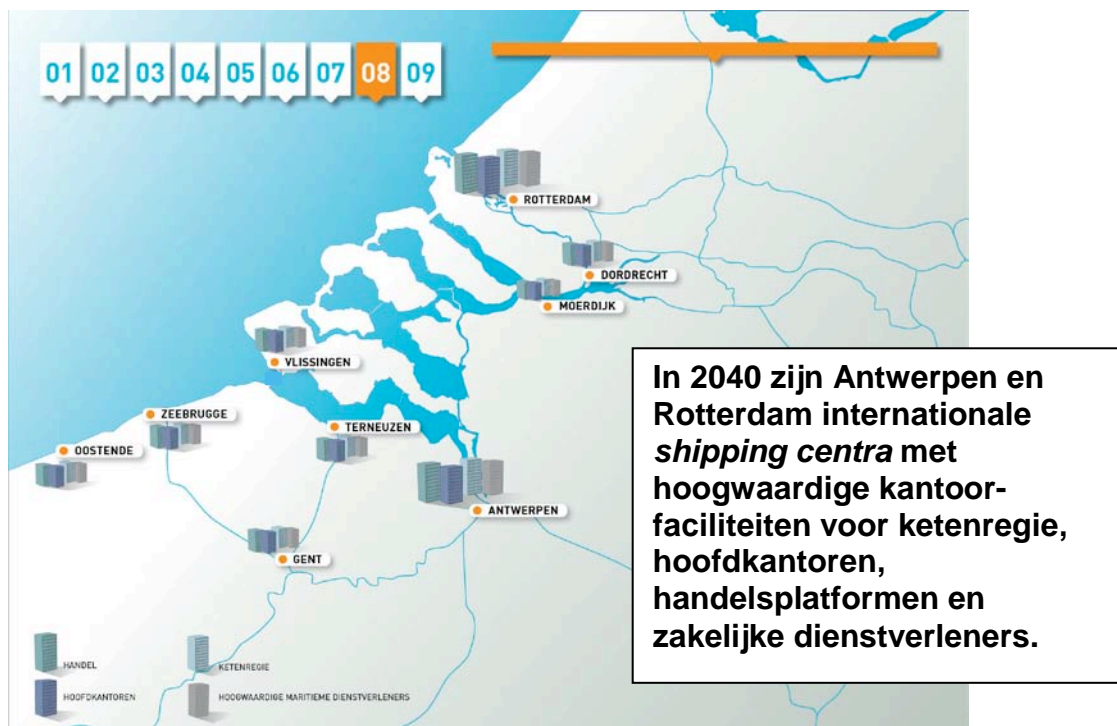 01 02 03 04 05 06 07 08 09
ROTTERDAM
DORDRECHT
MOERDIJK
VLISSINGEN
ZEEBRUGGE
TERNEUZEN
OOSTENDE
ANTWERPEN
GENT
In 2040 zijn Antwerpen en
Rotterdam internationale
shipping centra met
hoogwaardige kantoor-
faciliteiten voor ketenregie,
hoofdkantoren,
handelsplatformen en
zakelijke dienstverleners.
HANDEL
KETENREGIE
HOOFDKANTOREN
HOOGWAARDIGE MARITIEME DIENSTVERLENERS